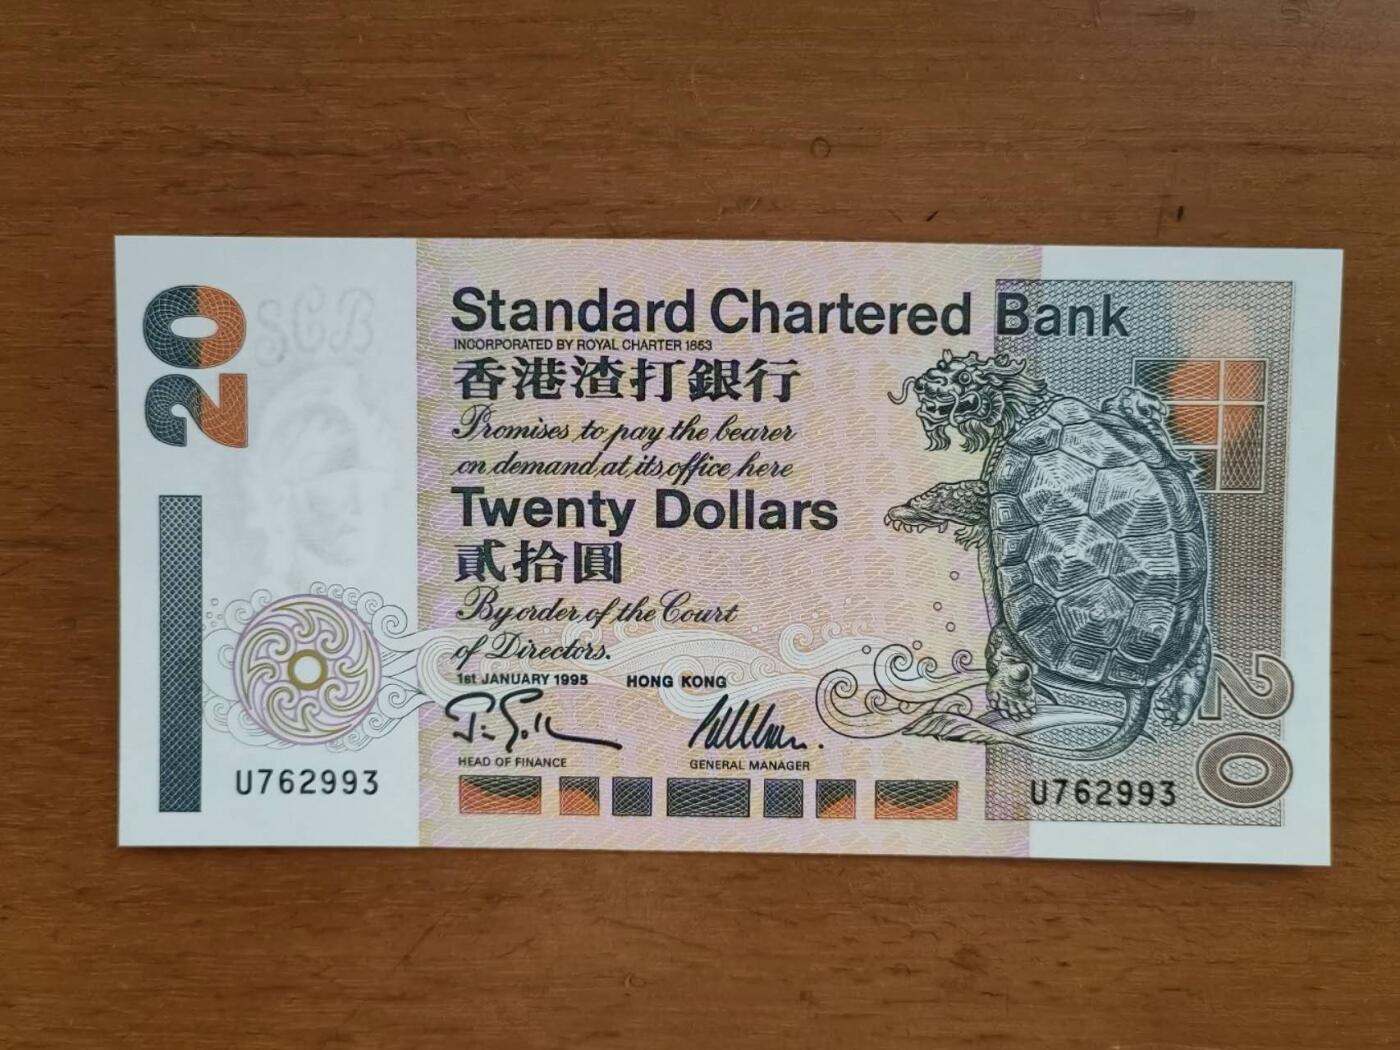 20
SCB
Standard Chartered Bank
INCORPORATED BY ROYAL CHARTER 1853
香港渣打銀行
Promises to pay the bearer
on demand at its office here
Twenty Dollars
貳拾圓
By order of the Court
of Directors.
1st JANUARY 1995 HONG KONG
HEAD OF FINANCE GENERAL MANAGER
U762993 U762993
20